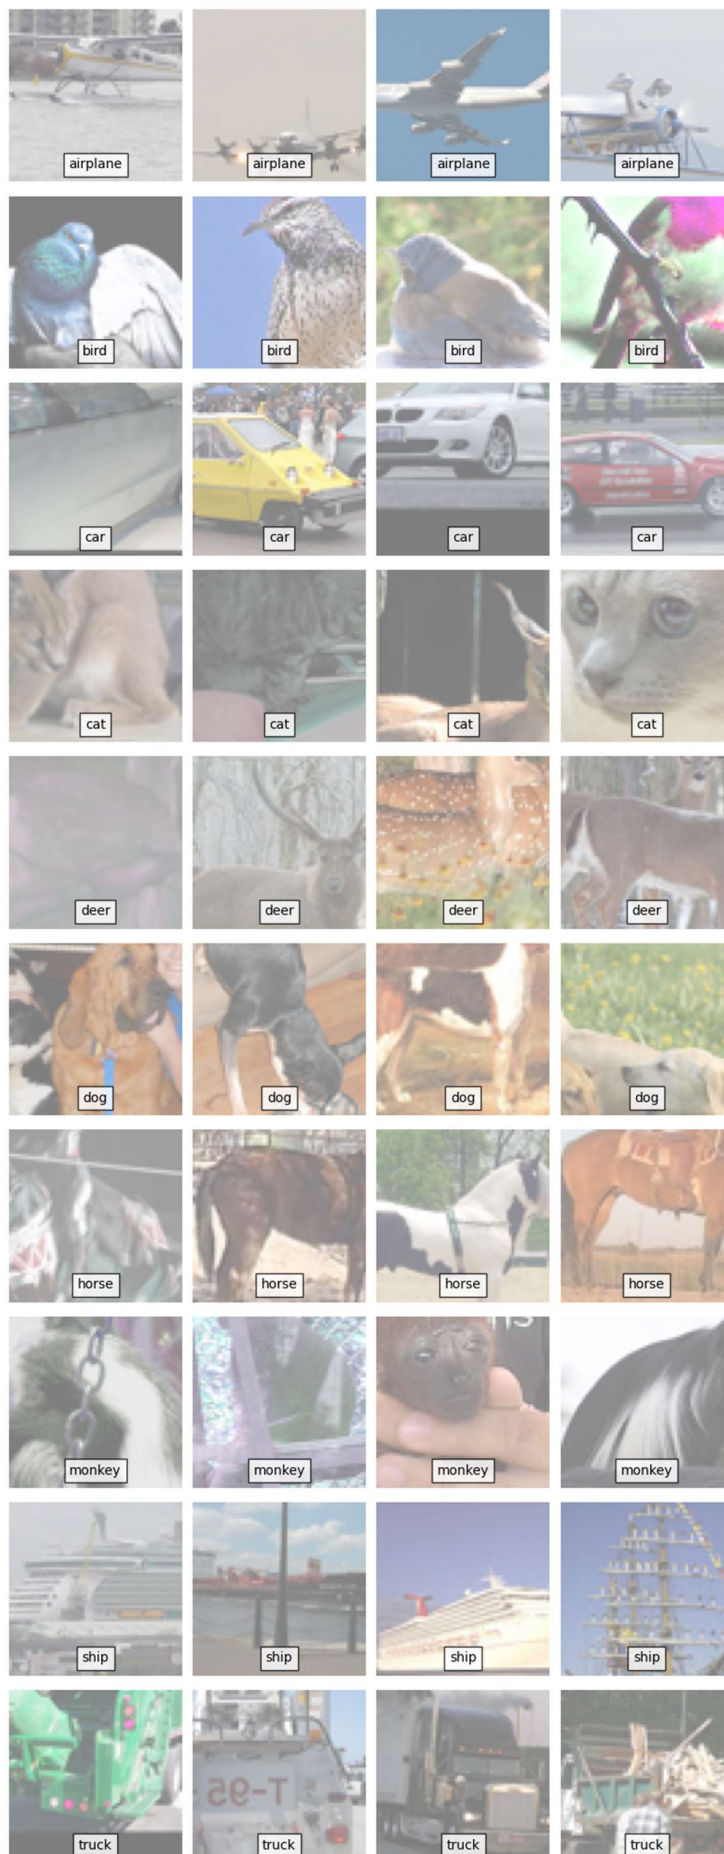 airplane airplane airplane airplane
bird bird bird bird
car car car car
cat cat cat cat
deer deer deer deer
dog dog dog dog
horse horse horse horse
monkey monkey monkey monkey
ship ship ship ship
T-95
truck truck truck truck